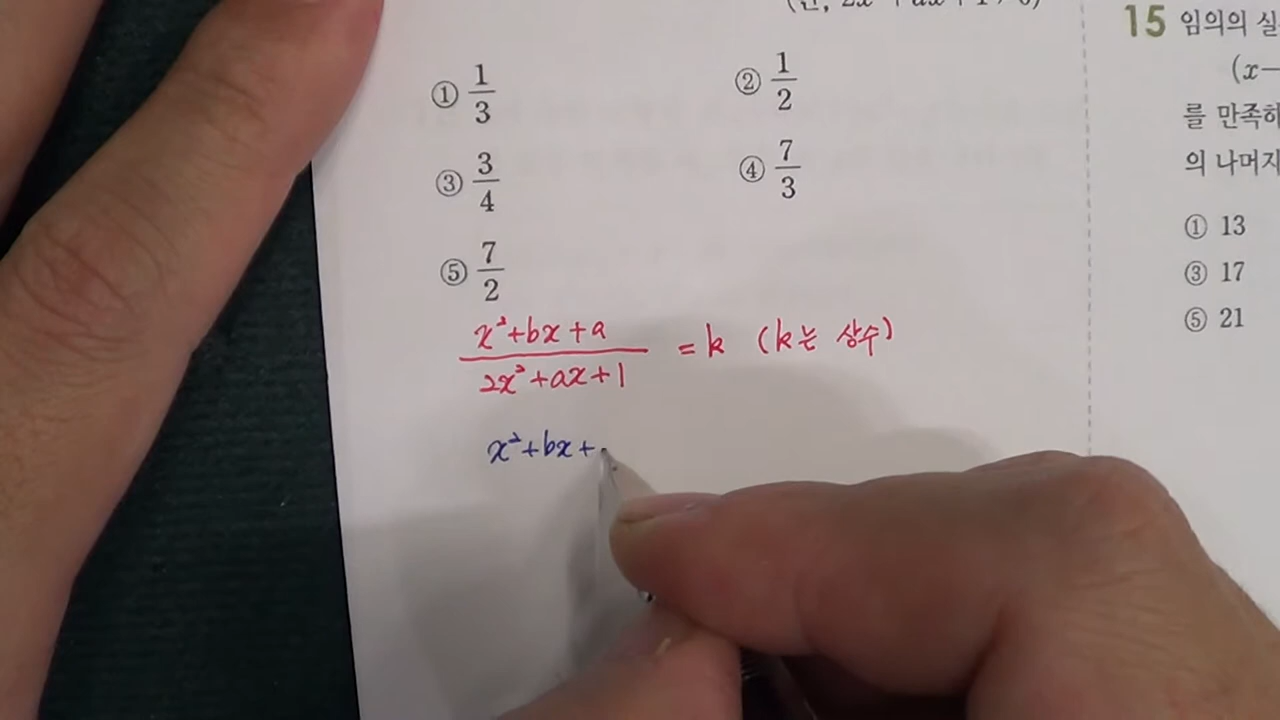 ① 1/3 ② 1/2
③ 3/4 ④ 7/3
⑤ 7/2
x²+bx+a / 2x²+ax+1 = k (k는 상수)
x²+bx+
15 임의의
(x-
를 만족하
의 나머지
① 13
③ 17
⑤ 21